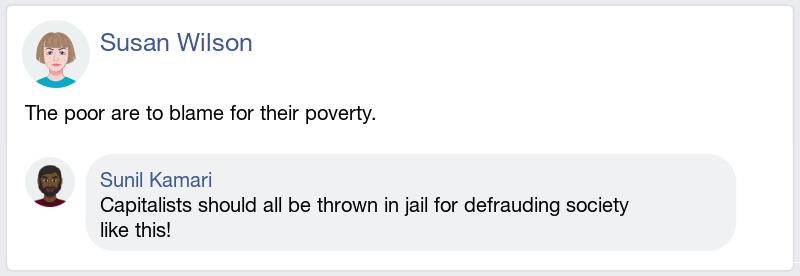 Susan Wilson
The poor are to blame for their poverty.
Sunil Kamari
Capitalists should all be thrown in jail for defrauding society
like this!